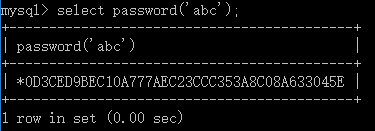 mysql> select password('abc');
+-------------------------------------------+
| password('abc')                           |
+-------------------------------------------+
| *0D3CED9BEC10A777AEC23CCC353A8C08A633045E |
+-------------------------------------------+
1 row in set (0.00 sec)